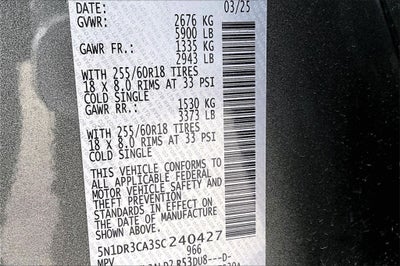 DATE: 03/25
GVWR: 2676 KG
5900 LB
GAWR FR.: 1335 KG
2943 LB
WITH 255/60R18 TIRES
18 X 8.0 RIMS AT 33 PSI
COLD SINGLE
GAWR RR.: 1530 KG
3373 LB
WITH 255/60R18 TIRES
18 X 8.0 RIMS AT 33 PSI
COLD SINGLE
THIS VEHICLE CONFORMS TO
ALL APPLICABLE FEDERAL
MOTOR VEHICLE SAFETY AND
THEFT PREVENTION
STANDARDS IN EFFECT ON
THE DATE OF MANUFACTURE
SHOWN ABOVE.
5N1DR3CA3SC240427
966
MPV